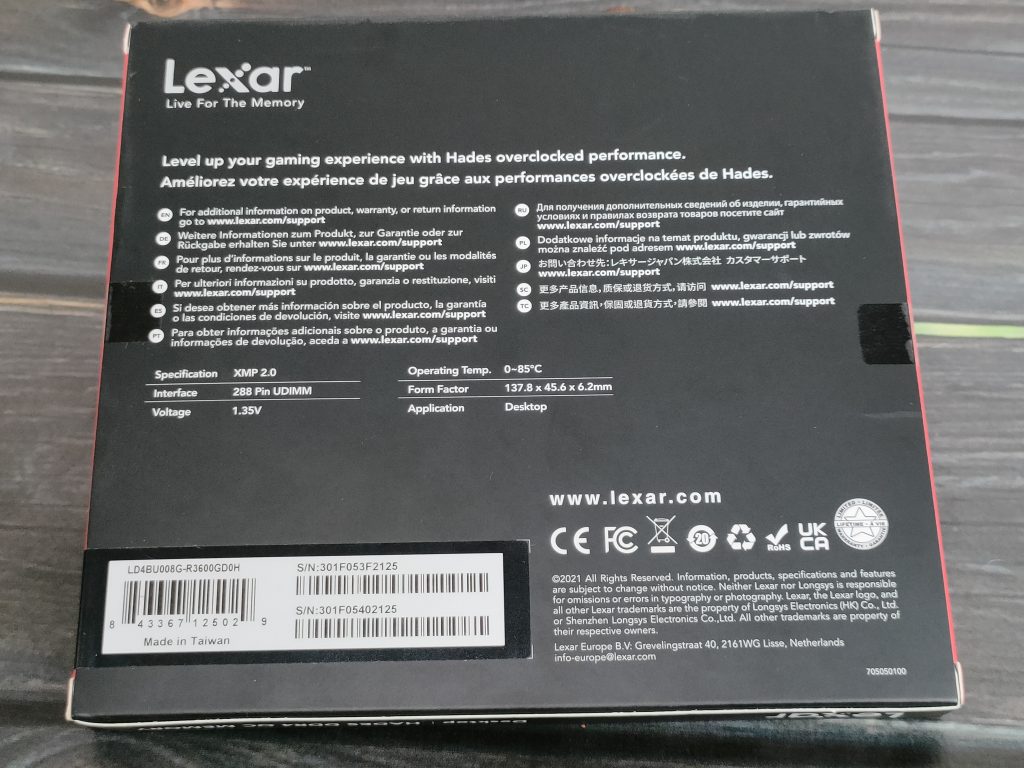 Lexar™
Live For The Memory
Level up your gaming experience with Hades overclocked performance.
Améliorez votre expérience de jeu grâce aux performances overclockées de Hades.
EN For additional information on product, warranty, or return information
go to www.lexar.com/support
DE Weitere Informationen zum Produkt, zur Garantie oder zur
Rückgabe erhalten Sie unter www.lexar.com/support
FR Pour plus d'informations sur le produit, la garantie ou les modalités
de retour, rendez-vous sur www.lexar.com/support
IT Per ulteriori informazioni su prodotto, garanzia o restituzione, visiti
www.lexar.com/support
ES Si desea obtener más información sobre el producto, la garantía
o las condiciones de devolución, visite www.lexar.com/support
PT Para obter informações adicionais sobre o produto, a garantia ou
informações de devolução, aceda a www.lexar.com/support
RU Для получения дополнительных сведений об изделии, гарантийных
условиях и правилах возврата товаров посетите сайт
www.lexar.com/support
PL Dodatkowe informacje na temat produktu, gwarancji lub zwrotów
można znaleźć pod adresem www.lexar.com/support
JP お問い合わせ先:レキサージャパン株式会社 カスタマーサポート
SC 更多产品信息,质保或退货方式,请访问 www.lexar.com/support
TC 更多產品資訊,保固或退貨方式,請參閱 www.lexar.com/support
Specification XMP 2.0
Interface 288 Pin UDIMM
Voltage 1.35V
Operating Temp. 0~85°C
Form Factor 137.8 x 45.6 x 6.2mm
Application Desktop
www.lexar.com
CE FC 20 RoHS UK CA
LIMITED - LIMITÉE
LIFETIME - À VIE
WARRANTY - GARANTIE
©2021 All Rights Reserved. Information, products, specifications and features
are subject to change without notice. Neither Lexar nor Longsys is responsible
for omissions or errors in typography or photography. Lexar, the Lexar logo, and
all other Lexar trademarks are the property of Longsys Electronics (HK) Co., Ltd.
or Shenzhen Longsys Electronics Co.,Ltd. All other trademarks are property of
their respective owners.
Lexar Europe B.V: Grevelingstraat 40, 2161WG Lisse, Netherlands
info-europe@lexar.com
705050100
LD4BU008G-R3600GD0H
8 43367 12502 9
Made in Taiwan
S/N:301F053F2125
S/N:301F05402125
Lexar